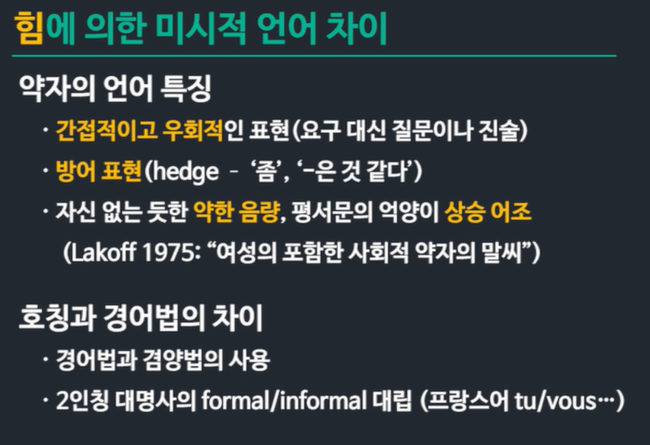 힘에 의한 미시적 언어 차이
약자의 언어 특징
· 간접적이고 우회적인 표현(요구 대신 질문이나 진술)
· 방어 표현(hedge - ‘좀’, ‘-은 것 같다’)
· 자신 없는 듯한 약한 음량, 평서문의 억양이 상승 어조
(Lakoff 1975: “여성의 포함한 사회적 약자의 말씨”)
호칭과 경어법의 차이
· 경어법과 겸양법의 사용
· 2인칭 대명사의 formal/informal 대립 (프랑스어 tu/vous…)